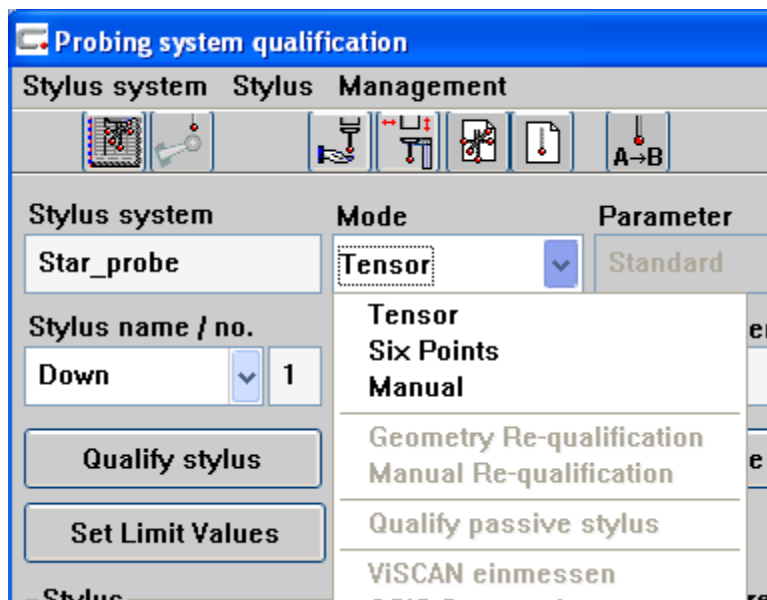 Probing system qualification
Stylus system Stylus Management
A→B
Stylus system Mode Parameter
Star_probe Tensor Standard
Stylus name / no.
Down 1
Tensor
Six Points
Manual
Geometry Re-qualification
Manual Re-qualification
Qualify passive stylus
ViSCAN einmessen
Qualify stylus
Set Limit Values
Stylus